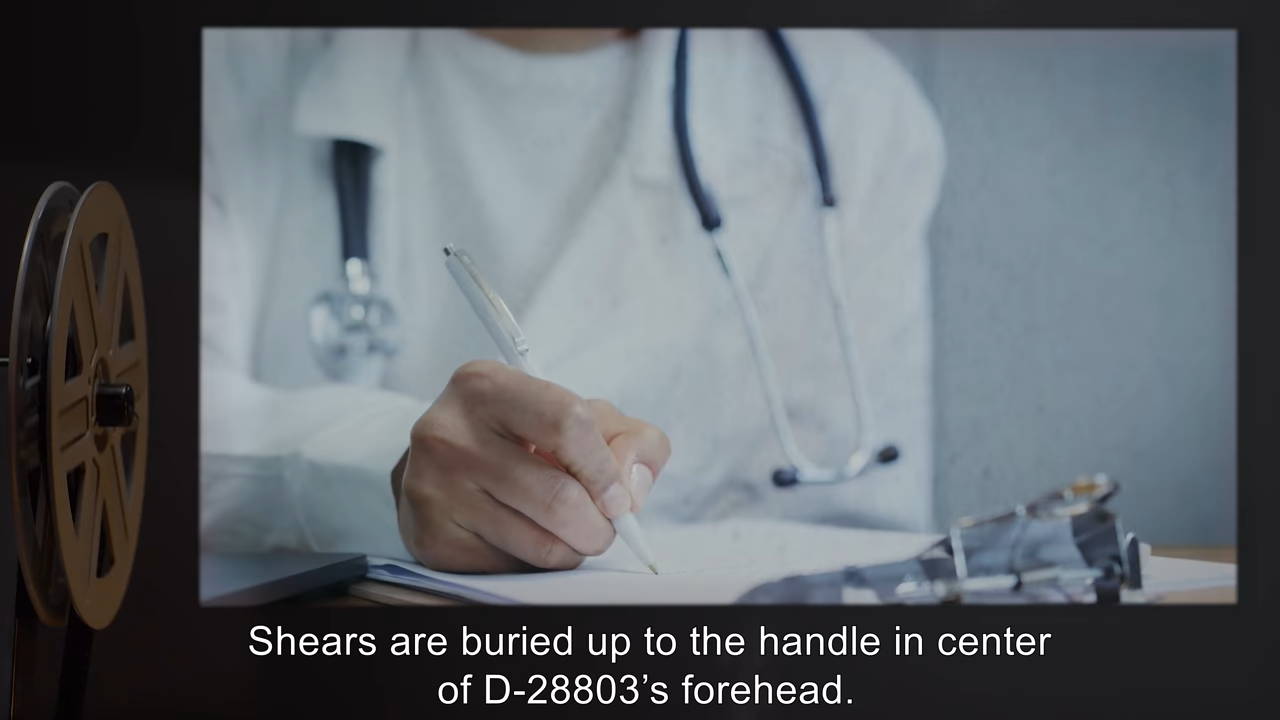 Shears are buried up to the handle in center
of D-28803’s forehead.